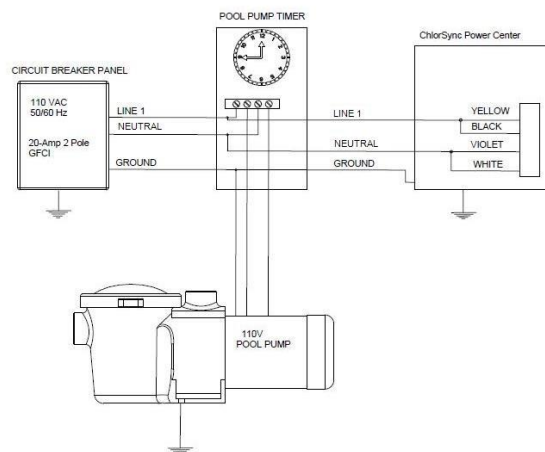 POOL PUMP TIMER
ChlorSync Power Center
CIRCUIT BREAKER PANEL
110 VAC
50/60 Hz
20-Amp 2 Pole
GFCI
LINE 1
NEUTRAL
GROUND
LINE 1
NEUTRAL
GROUND
YELLOW
BLACK
VIOLET
WHITE
110V
POOL PUMP